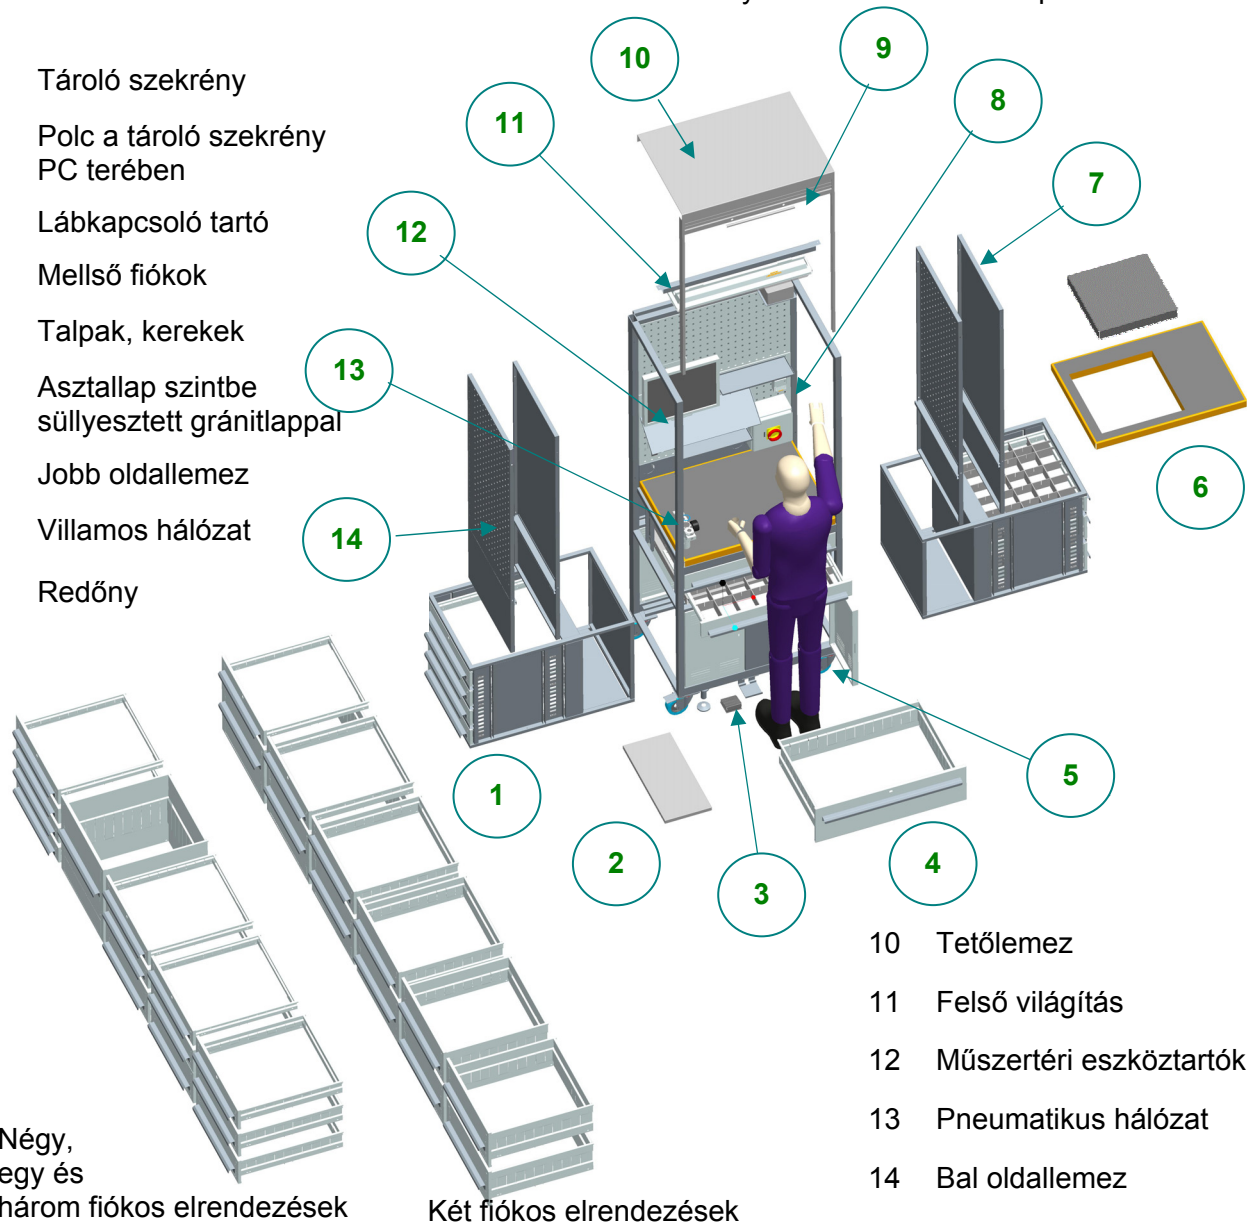 Tároló szekrény
Polc a tároló szekrény
PC terében
Lábkapcsoló tartó
Mellső fiókok
Talpak, kerekek
Asztallap szintbe
süllyesztett gránitlappal
Jobb oldallemez
Villamos hálózat
Redőny
10
9
8
11
7
12
13
6
14
5
1
2
3
4
10 Tetőlemez
11 Felső világítás
12 Műszertéri eszköztartók
13 Pneumatikus hálózat
14 Bal oldallemez
Négy,
egy és
három fiókos elrendezések
Két fiókos elrendezések